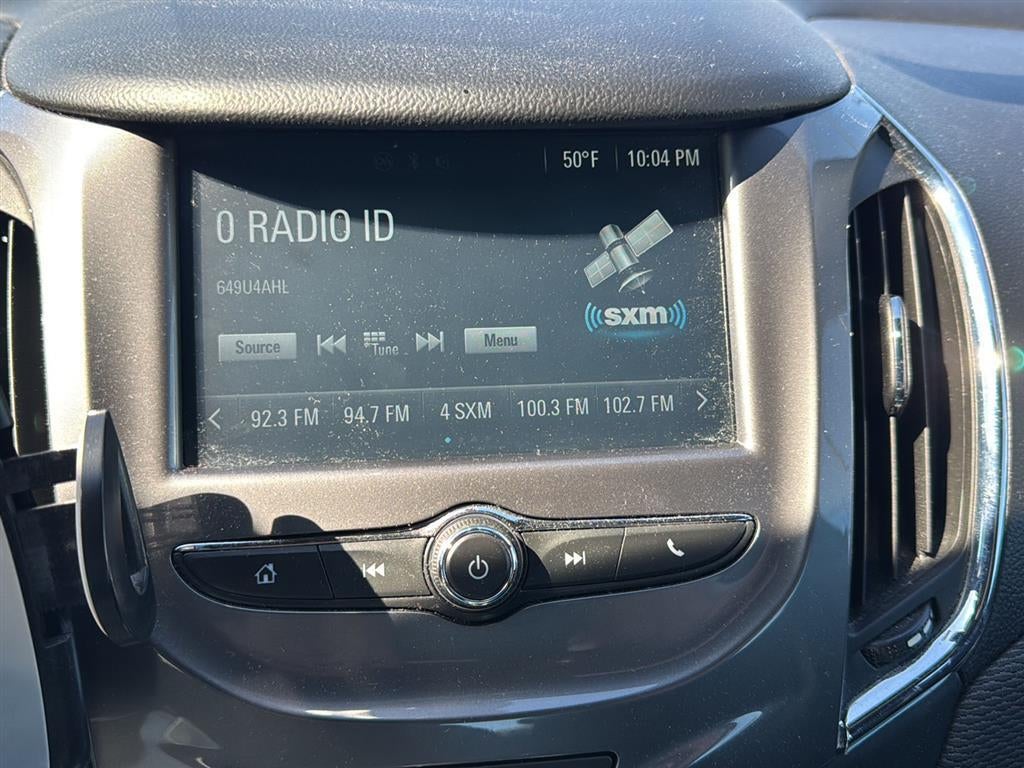 50°F 10:04 PM
0 RADIO ID
649U4AHL
sxm
Source Tune Menu
92.3 FM 94.7 FM 4 SXM 100.3 FM 102.7 FM